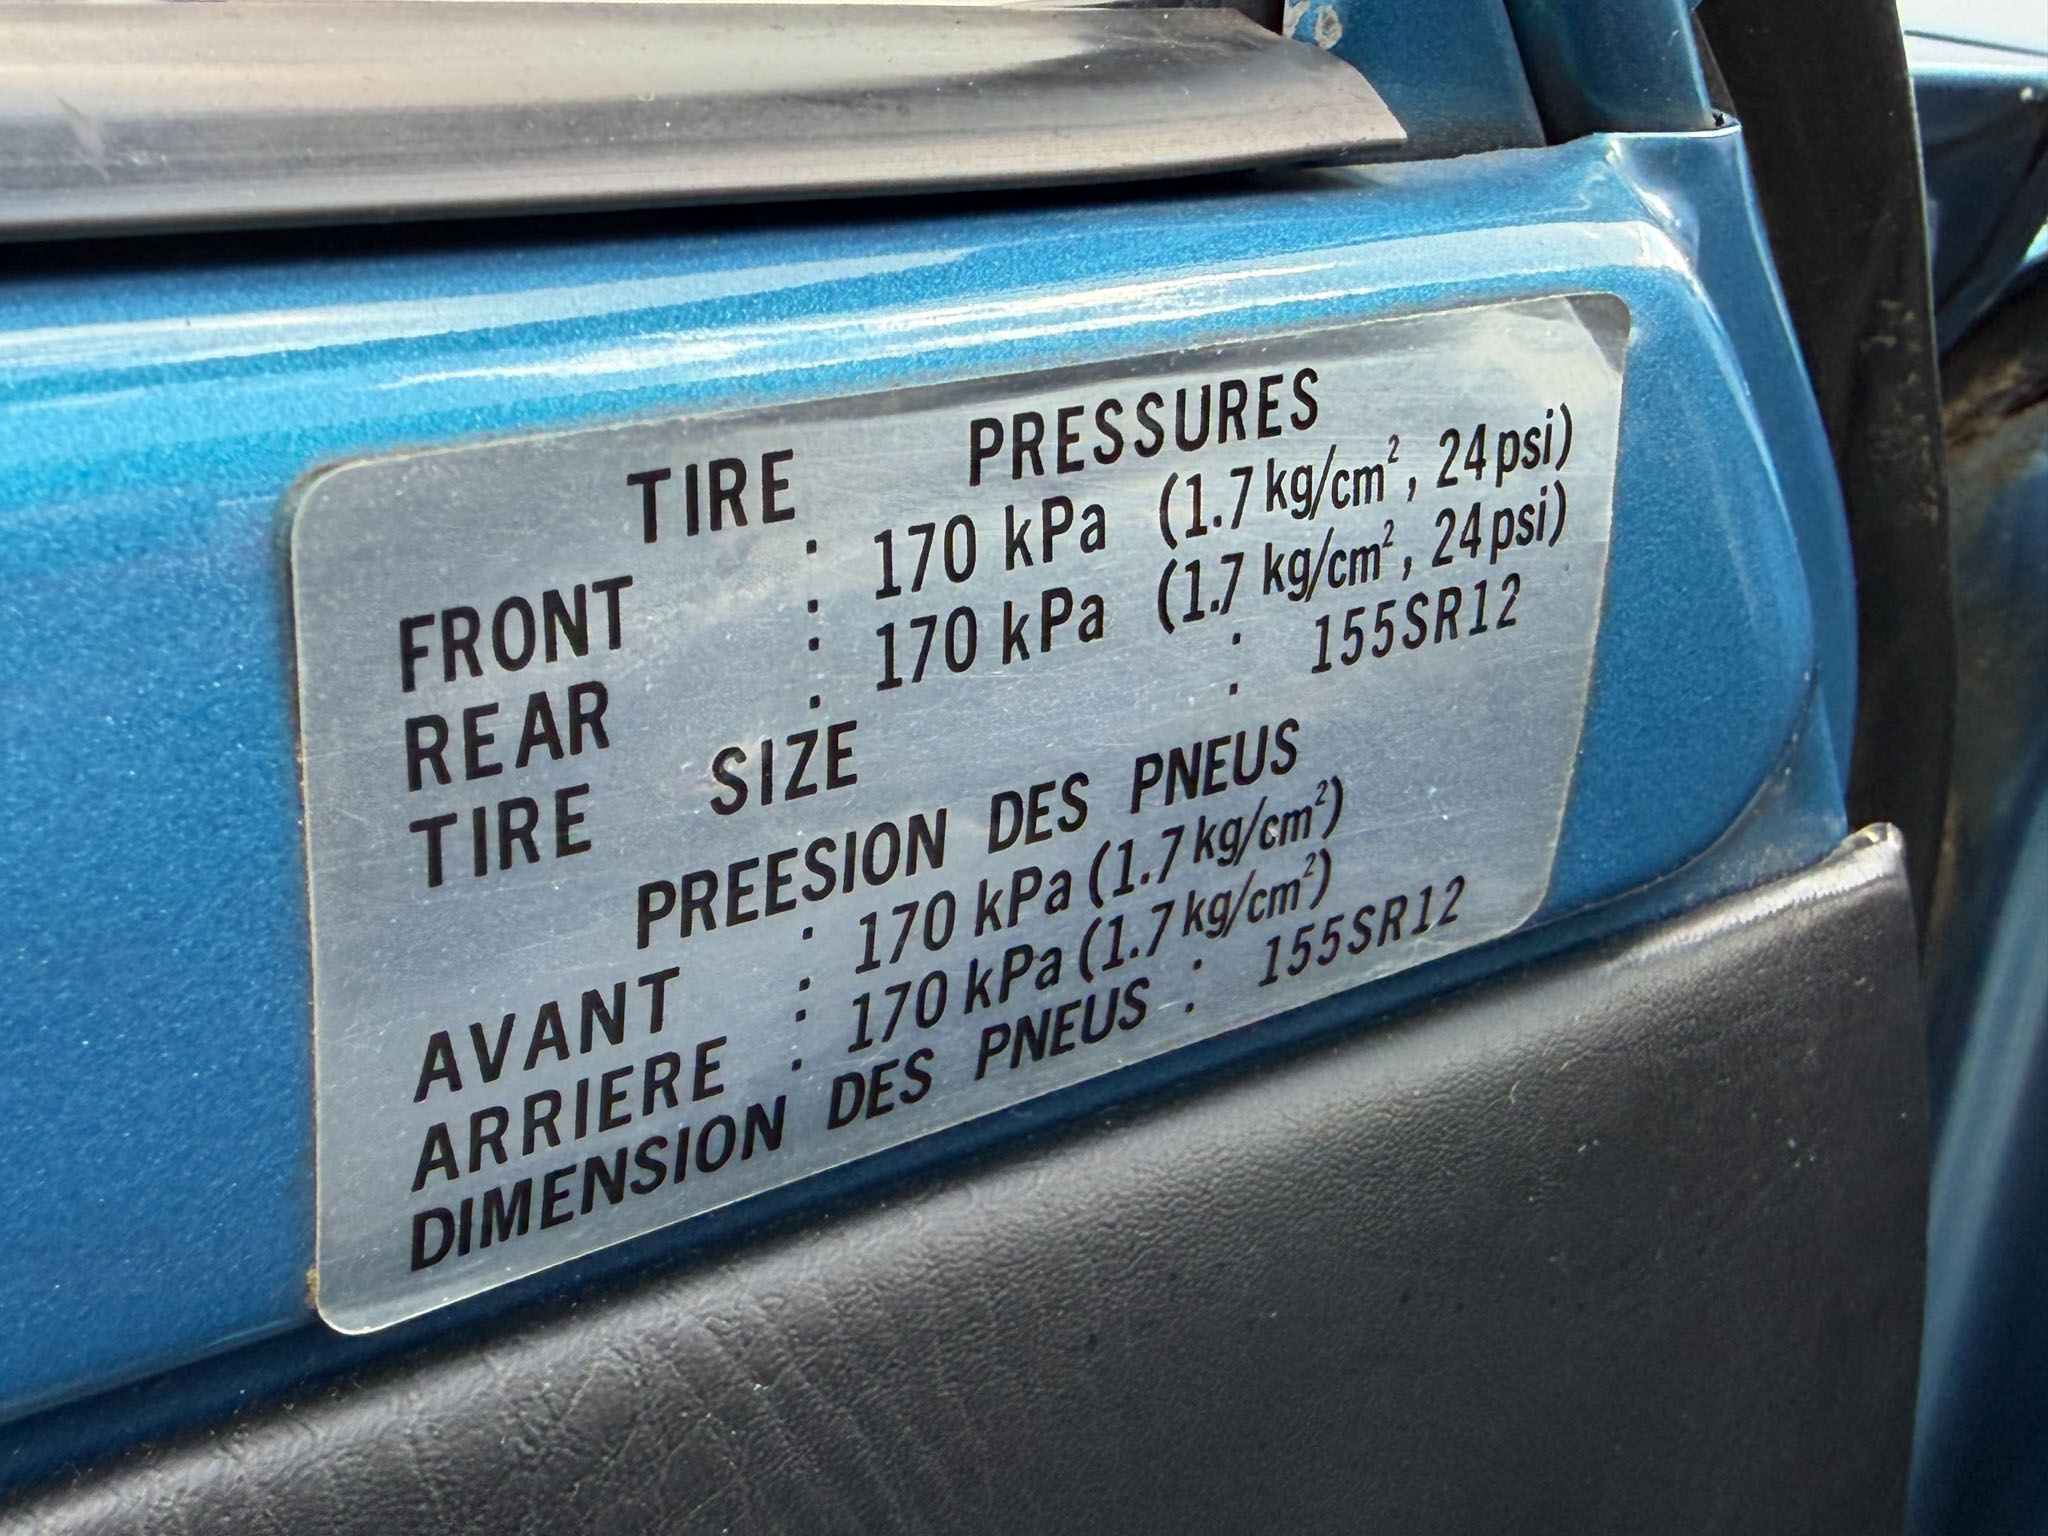 TIRE PRESSURES
FRONT : 170 kPa (1.7 kg/cm², 24 psi)
REAR : 170 kPa (1.7 kg/cm², 24 psi)
TIRE SIZE : 155SR12
PREESION DES PNEUS
AVANT : 170 kPa (1.7 kg/cm²)
ARRIERE : 170 kPa (1.7 kg/cm²)
DIMENSION DES PNEUS : 155SR12